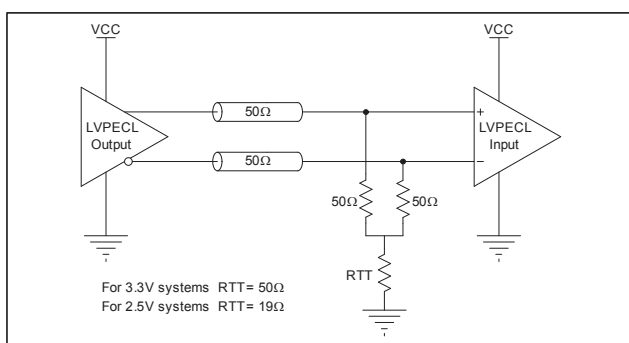 VCC
VCC
50Ω
+
LVPECL
Output
LVPECL
Input
50Ω
−
50Ω
50Ω
RTT
For 3.3V systems RTT = 50Ω
For 2.5V systems RTT = 19Ω